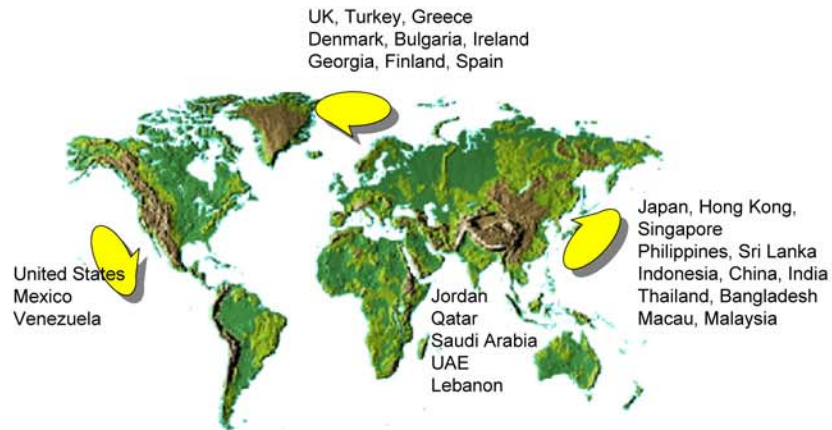 UK, Turkey, Greece
Denmark, Bulgaria, Ireland
Georgia, Finland, Spain
United States
Mexico
Venezuela
Jordan
Qatar
Saudi Arabia
UAE
Lebanon
Japan, Hong Kong,
Singapore
Philippines, Sri Lanka
Indonesia, China, India
Thailand, Bangladesh
Macau, Malaysia